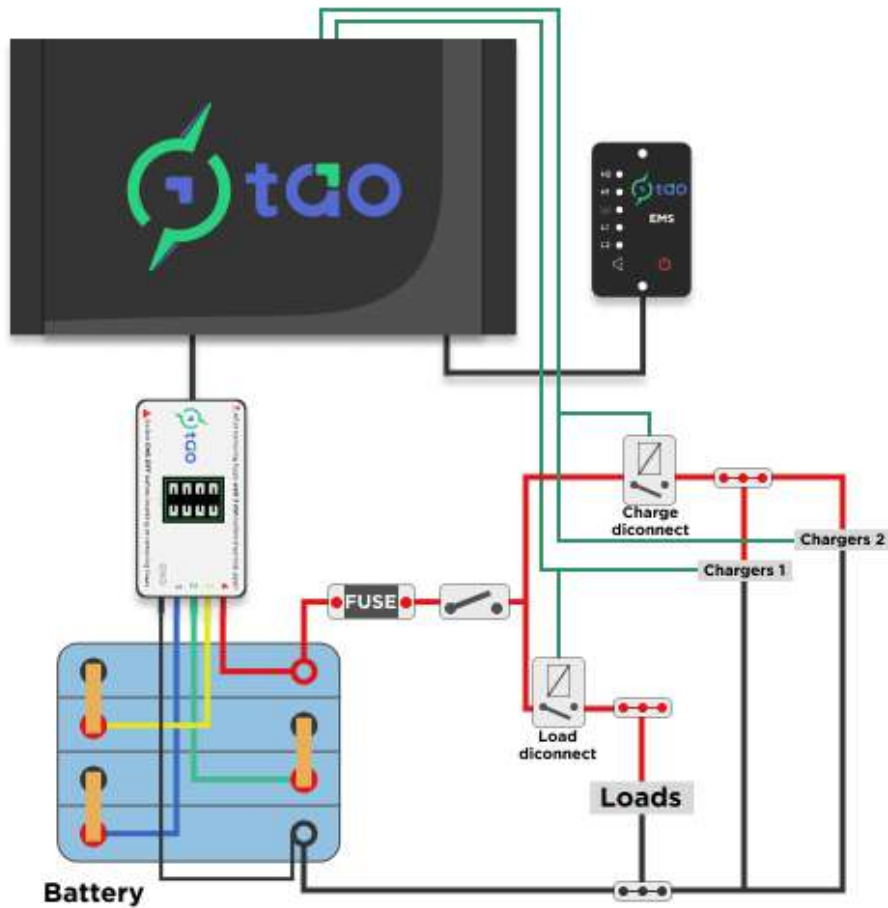 tao
tao
EMS
tao
Charge
diconnect
Chargers 2
Chargers 1
FUSE
Load
diconnect
Loads
Battery